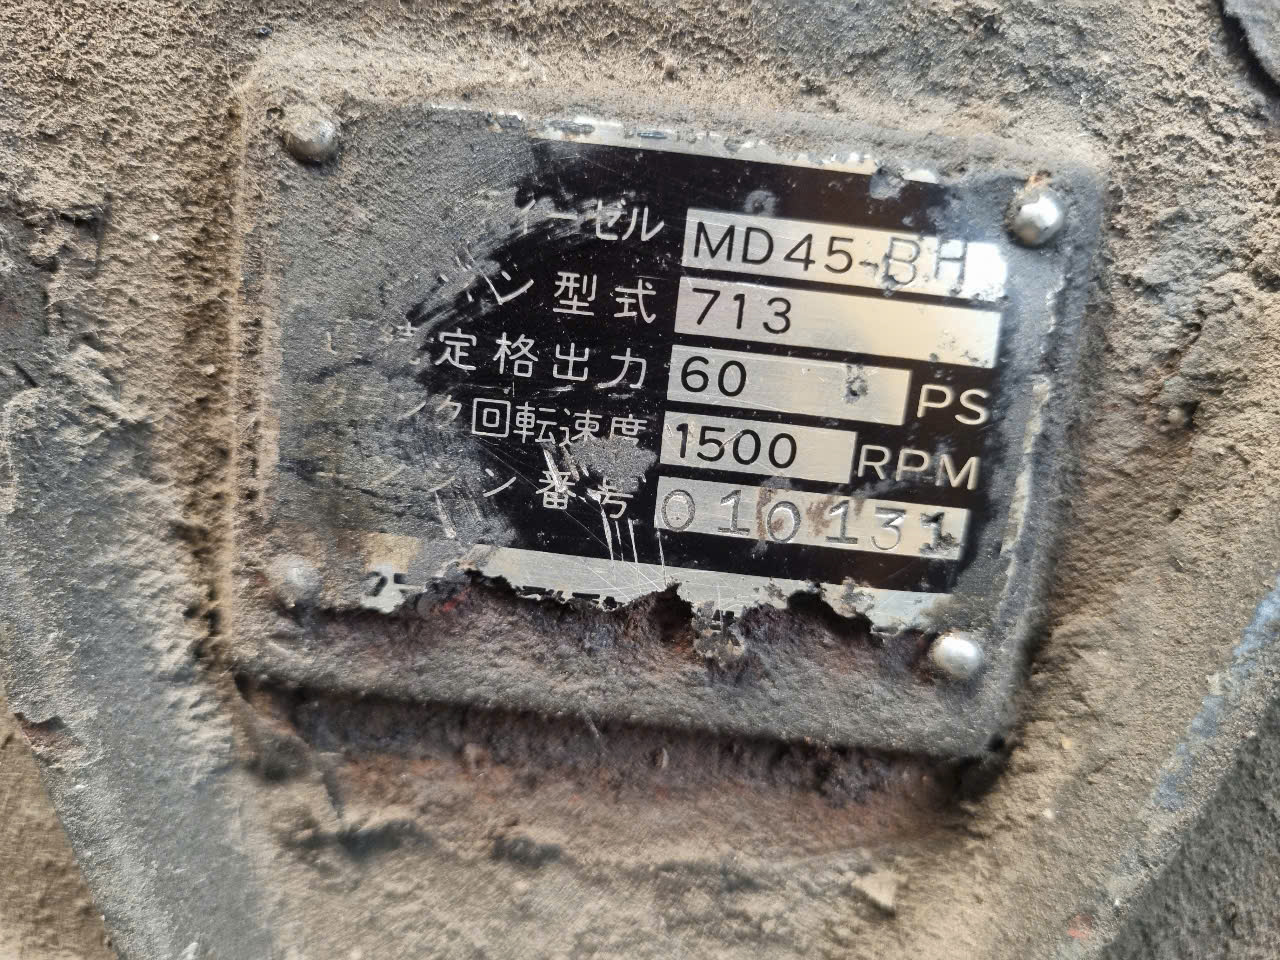 ィーゼル MD45-BH
ン型式 713
定格出力 60 PS
ク回転速度 1500 RPM
ン番号 010131